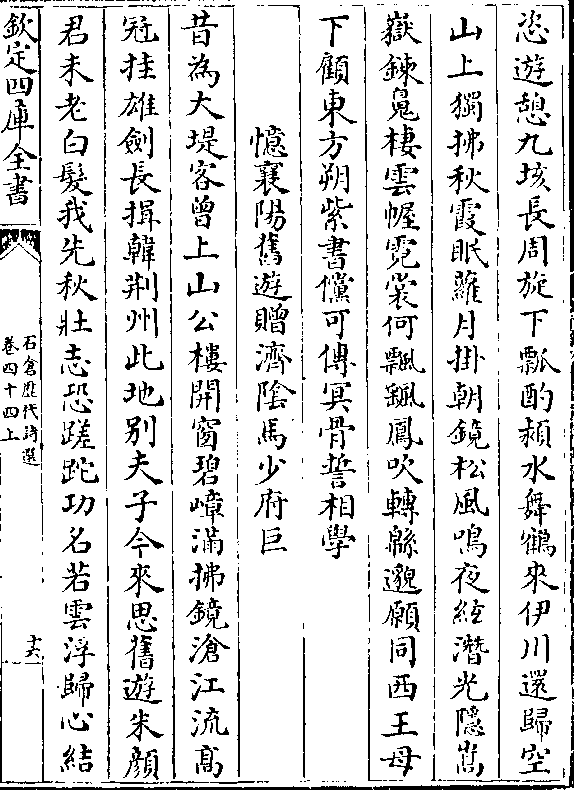 恣遊憩九垓長周旋下瓢酌潁水舞鶴來伊川還歸空
山上獨拂秋霞眠蘿月掛朝鏡松風鳴夜絃潛光隱嵩
嶽鍊鬼棲雲幄霓裳何飄颻鳳吹轉緜邈願同西王母
下顧東方朔紫書儻可傳冥骨誓相學
憶襄陽舊遊贈濟陰馬少府巨
昔為大堤客曾上山公樓開窗碧嶂滿拂鏡滄江流髙
冠挂雄劍長揖韓荆州此地別夫子今來思舊遊朱顔
君未老白髮我先秋壯志恐蹉跎功名若雲浮歸心結
欽定四庫全書
石倉歷代詩選
卷四十四上
十六